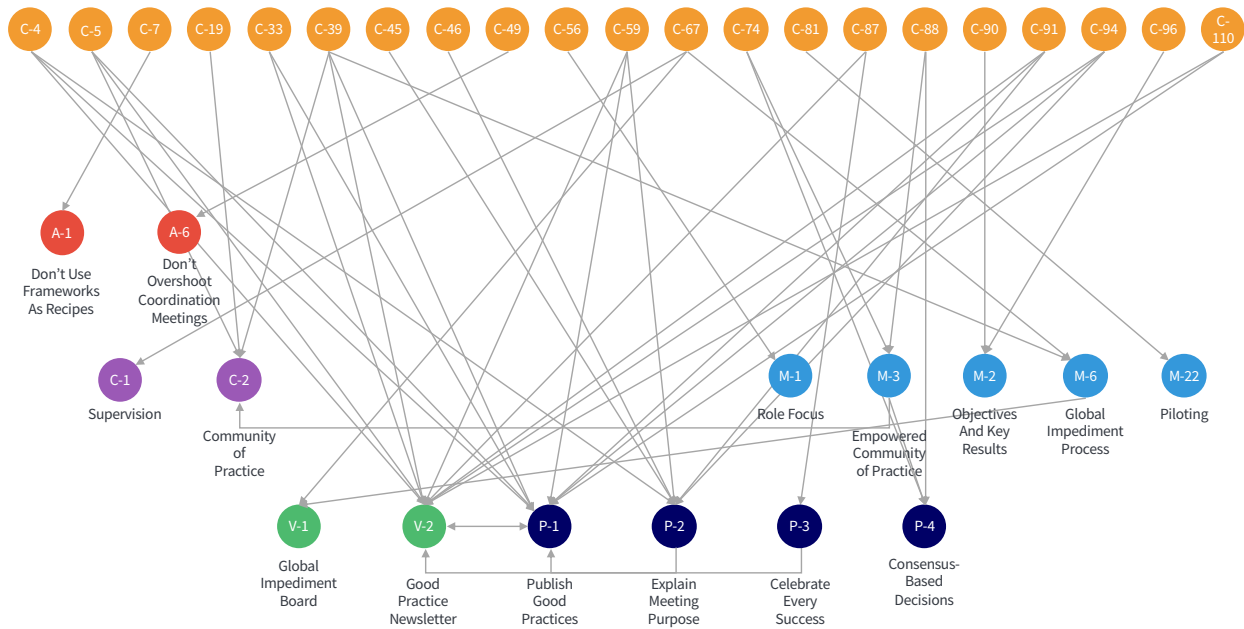 C-4
C-5
C-7
C-19
C-33
C-39
C-45
C-46
C-49
C-56
C-59
C-67
C-74
C-81
C-87
C-88
C-90
C-91
C-94
C-96
C-
110
A-1
Don’t Use
Frameworks
As Recipes
A-6
Don’t
Overshoot
Coordination
Meetings
C-1
Supervision
C-2
Community
of
Practice
M-1
Role Focus
M-3
Empowered
Community
of Practice
M-2
Objectives
And Key
Results
M-6
Global
Impediment
Process
M-22
Piloting
V-1
Global
Impediment
Board
V-2
Good
Practice
Newsletter
P-1
Publish
Good
Practices
P-2
Explain
Meeting
Purpose
P-3
Celebrate
Every
Success
P-4
Consensus-
Based
Decisions